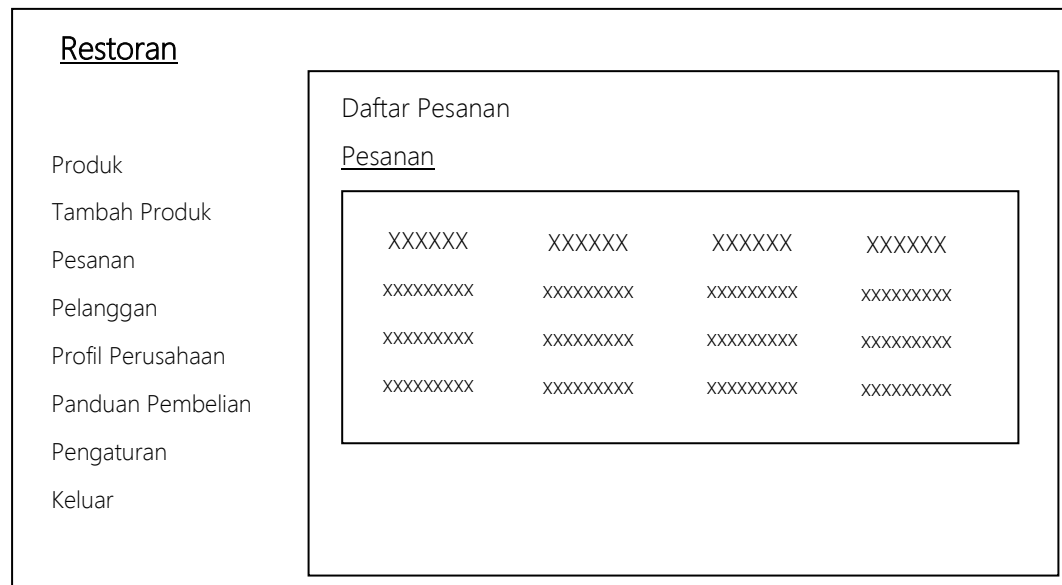 Restoran
Produk
Tambah Produk
Pesanan
Pelanggan
Profil Perusahaan
Panduan Pembelian
Pengaturan
Keluar
Daftar Pesanan
Pesanan
XXXXXX XXXXXX XXXXXX XXXXXX
xxxxxxxxx xxxxxxxxx xxxxxxxxx xxxxxxxxx
xxxxxxxxx xxxxxxxxx xxxxxxxxx xxxxxxxxx
xxxxxxxxx xxxxxxxxx xxxxxxxxx xxxxxxxxx